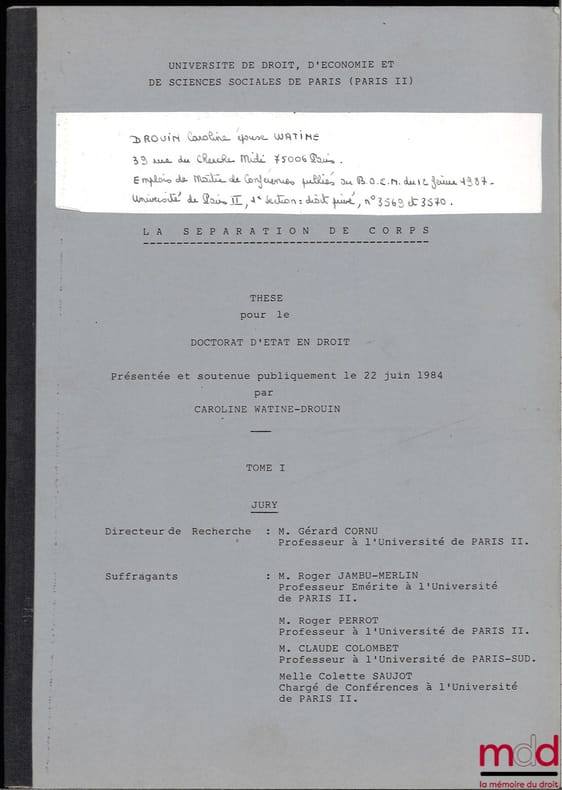 UNIVERSITE DE DROIT, D'ECONOMIE ET
DE SCIENCES SOCIALES DE PARIS (PARIS II)
DROUIN Caroline épouse WATINE
39 rue du Cherche Midi 75006 Paris.
Emplois de Maître de Conférences publiés au B.O.E.N. du 12 février 1987.
Université de Paris II, 1e section : droit privé, n° 3569 et 3570.
LA SEPARATION DE CORPS
THESE
pour le
DOCTORAT D'ETAT EN DROIT
Présentée et soutenue publiquement le 22 juin 1984
par
CAROLINE WATINE-DROUIN
TOME I
JURY
Directeur de Recherche : M. Gérard CORNU
Professeur à l'Université de PARIS II.
Suffragants : M. Roger JAMBU-MERLIN
Professeur Emérite à l'Université
de PARIS II.
M. Roger PERROT
Professeur à l'Université de PARIS II.
M. CLAUDE COLOMBET
Professeur à l'Université de PARIS-SUD.
Melle Colette SAUJOT
Chargé de Conférences à l'Université
de PARIS II.
mdd
la mémoire du droit